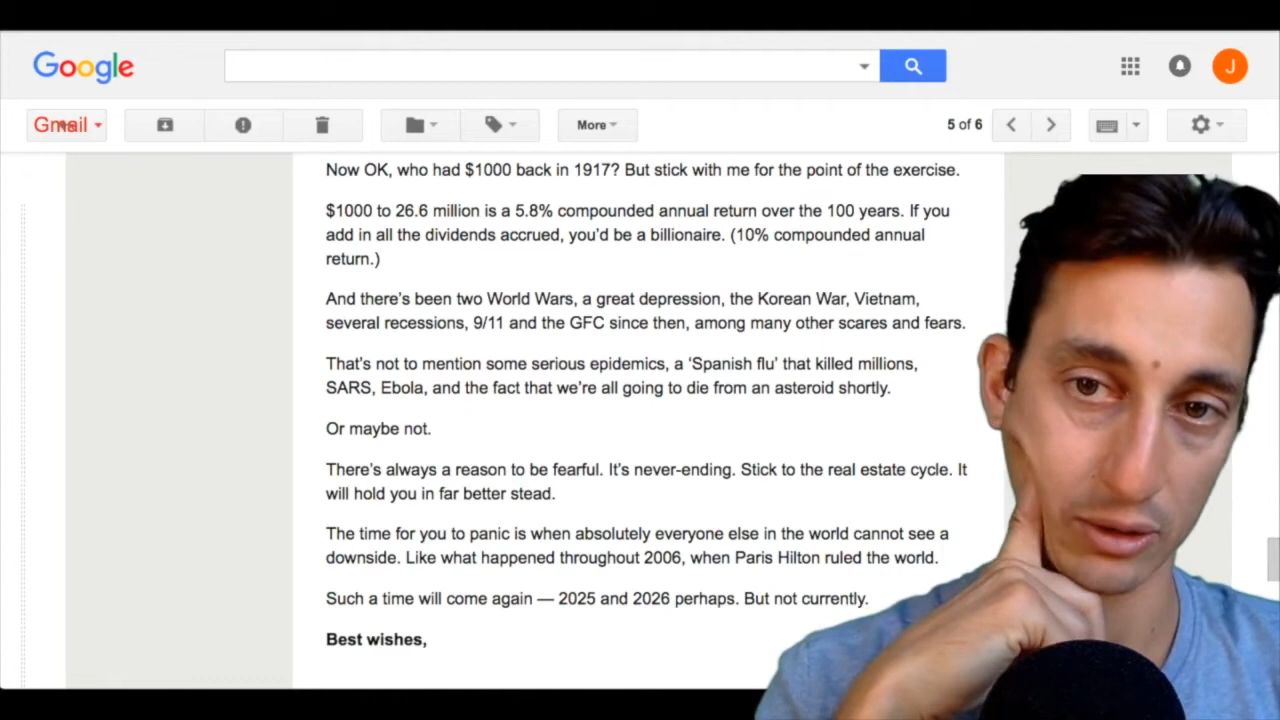 Google
J
Gmail
More
5 of 6
Now OK, who had $1000 back in 1917? But stick with me for the point of the exercise.
$1000 to 26.6 million is a 5.8% compounded annual return over the 100 years. If you
add in all the dividends accrued, you’d be a billionaire. (10% compounded annual
return.)
And there’s been two World Wars, a great depression, the Korean War, Vietnam,
several recessions, 9/11 and the GFC since then, among many other scares and fears.
That’s not to mention some serious epidemics, a ‘Spanish flu’ that killed millions,
SARS, Ebola, and the fact that we’re all going to die from an asteroid shortly.
Or maybe not.
There’s always a reason to be fearful. It’s never-ending. Stick to the real estate cycle. It
will hold you in far better stead.
The time for you to panic is when absolutely everyone else in the world cannot see a
downside. Like what happened throughout 2006, when Paris Hilton ruled the world.
Such a time will come again — 2025 and 2026 perhaps. But not currently.
Best wishes,